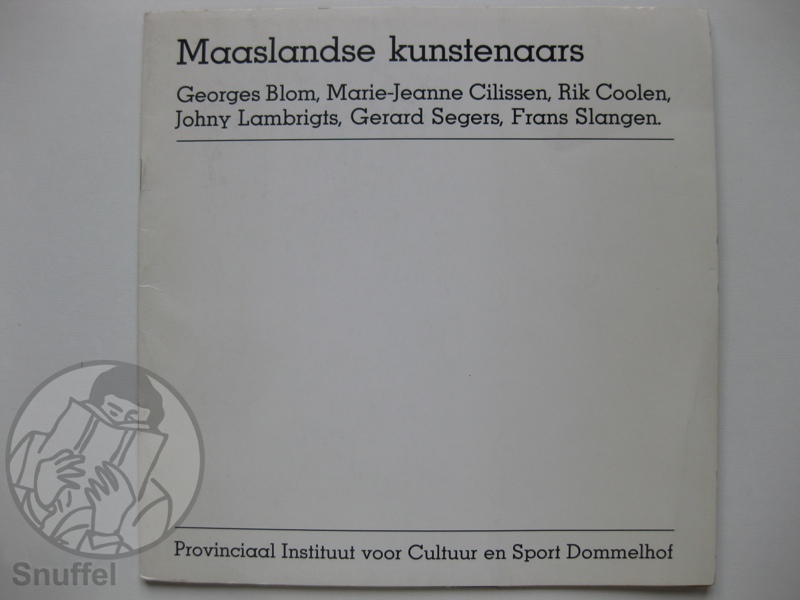 Maaslandse kunstenaars
Georges Blom, Marie-Jeanne Cilissen, Rik Coolen,
Johny Lambrigts, Gerard Segers, Frans Slangen.
Provinciaal Instituut voor Cultuur en Sport Dommelhof
Snuffel